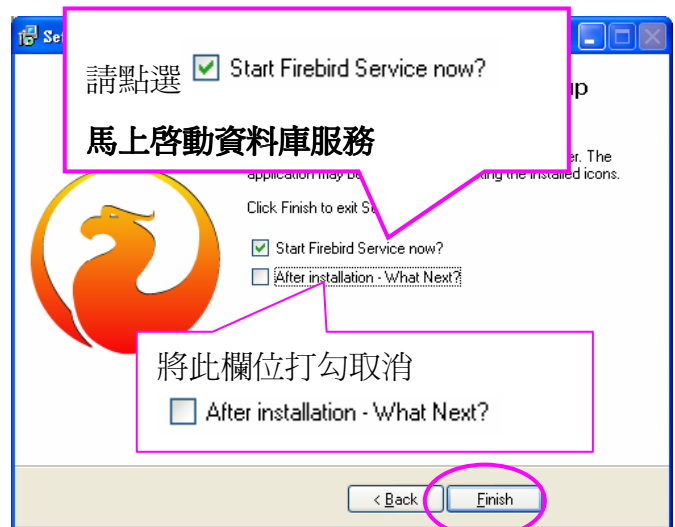 Se
請點選 Start Firebird Service now?
馬上啓動資料庫服務
up
er. The
application may be
ing the installed icons.
Click Finish to exit S
Start Firebird Service now?
After installation - What Next?
將此欄位打勾取消
After installation - What Next?
< Back
Finish